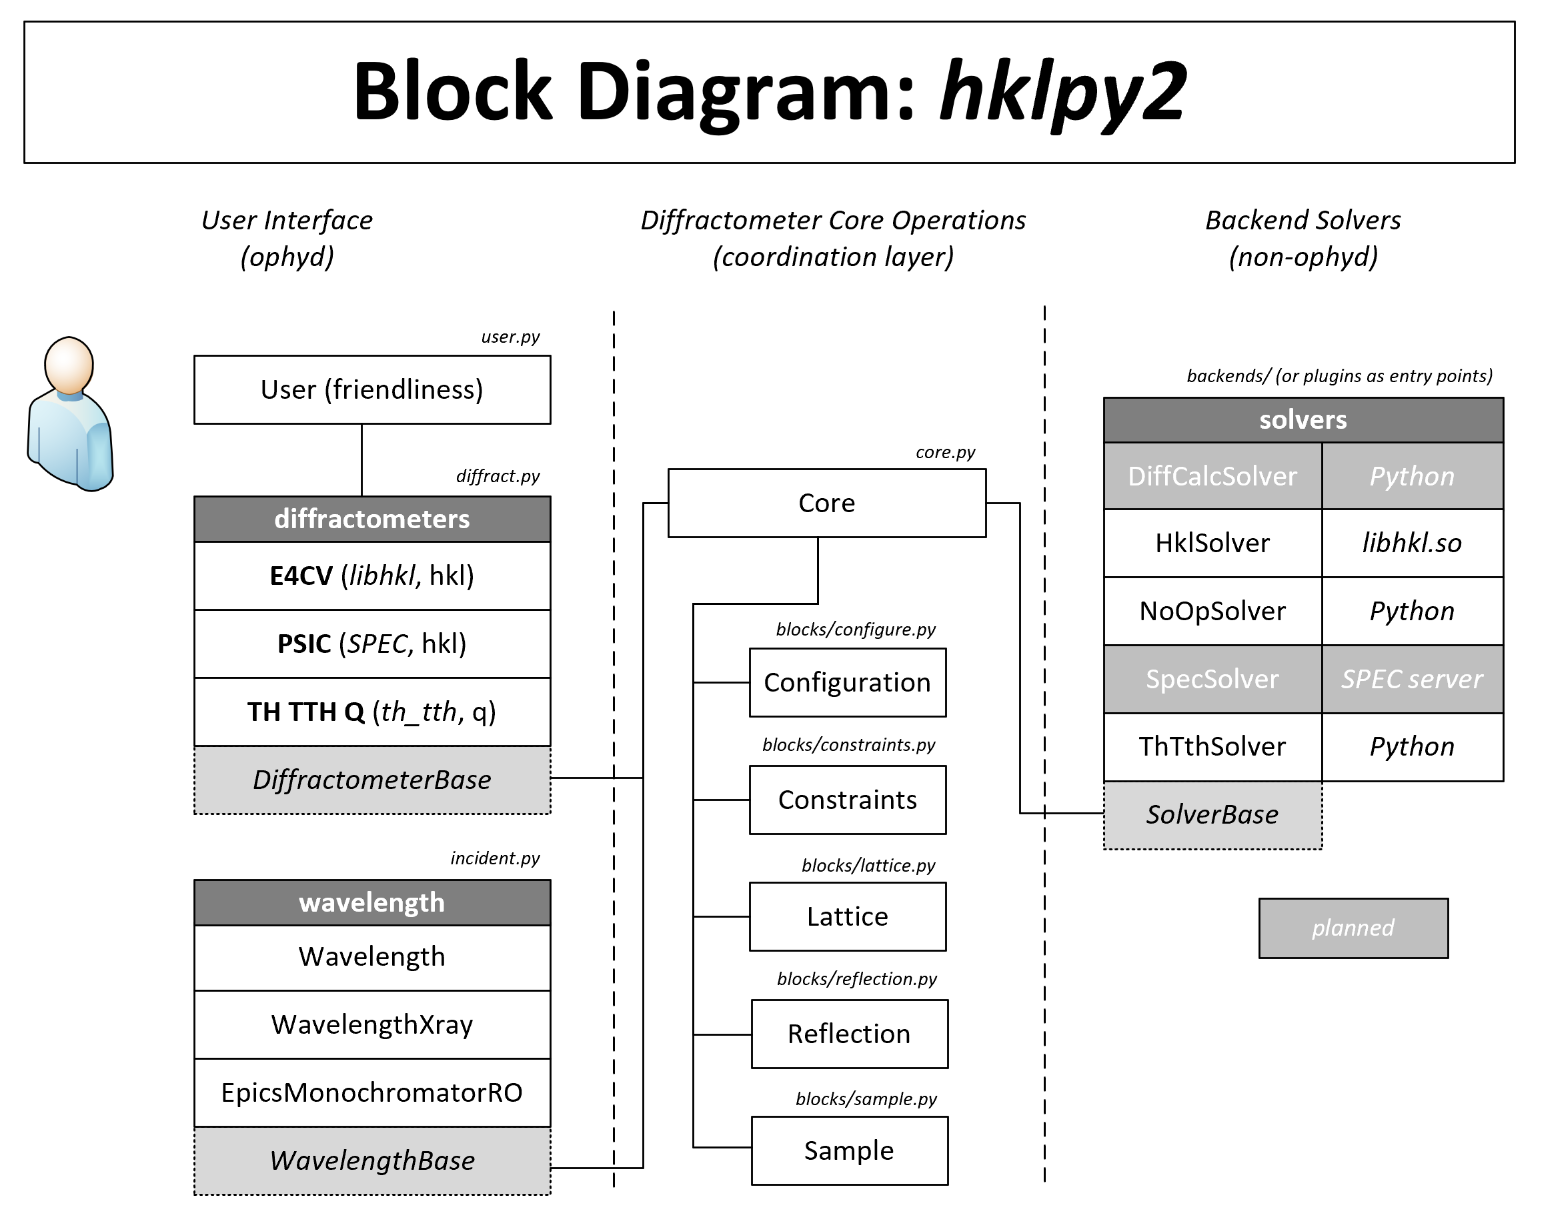 Block Diagram: hklpy2
User Interface
(ophyd)
Diffractometer Core Operations
(coordination layer)
Backend Solvers
(non-ophyd)
user.py
User (friendliness)
diffract.py
diffractometers
E4CV (libhkl, hkl)
PSIC (SPEC, hkl)
TH TTH Q (th_tth, q)
DiffractometerBase
incident.py
wavelength
Wavelength
WavelengthXray
EpicsMonochromatorRO
WavelengthBase
core.py
Core
blocks/configure.py
Configuration
blocks/constraints.py
Constraints
blocks/lattice.py
Lattice
blocks/reflection.py
Reflection
blocks/sample.py
Sample
backends/ (or plugins as entry points)
solvers
DiffCalcSolver Python
HklSolver libhkl.so
NoOpSolver Python
SpecSolver SPEC server
ThTthSolver Python
SolverBase
planned